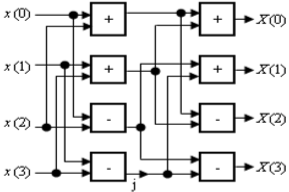 x(0) + + X(0)
x(1) + + X(1)
x(2) - - X(2)
x(3) - - X(3)
j